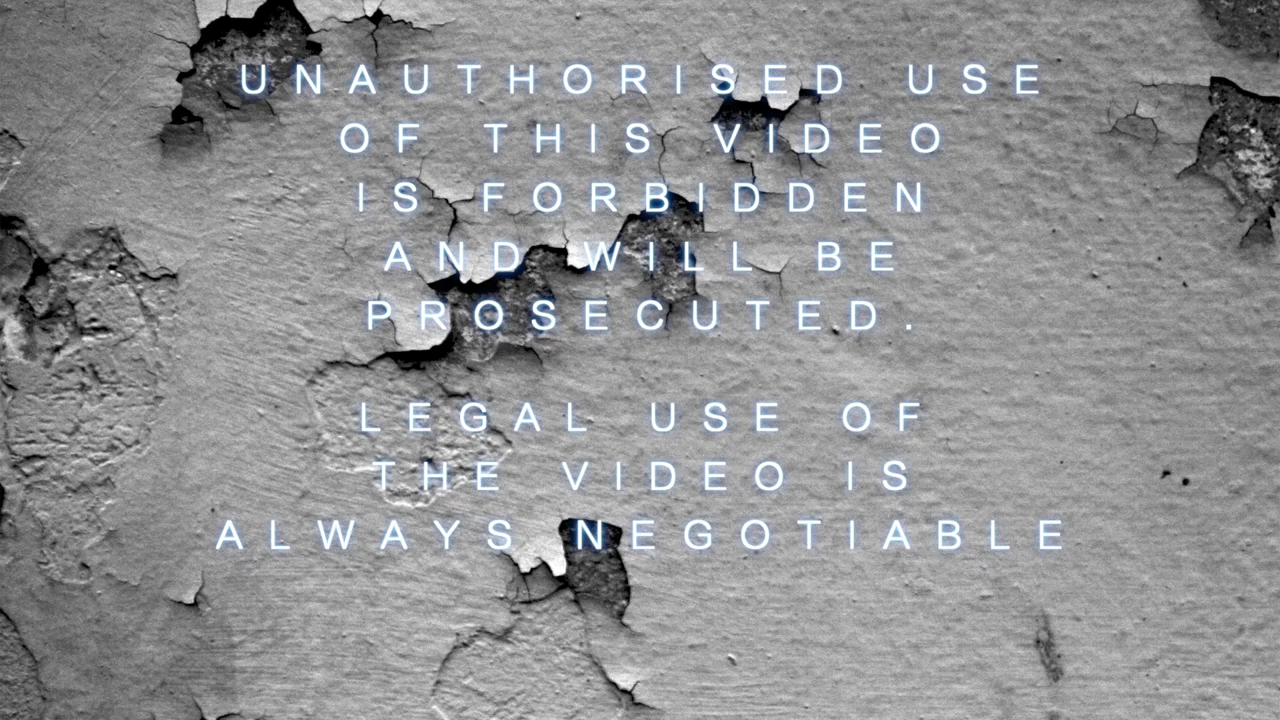 UNAUTHORISED USE
OF THIS VIDEO
IS FORBIDDEN
AND WILL BE
PROSECUTED.
LEGAL USE OF
THE VIDEO IS
ALWAYS NEGOTIABLE